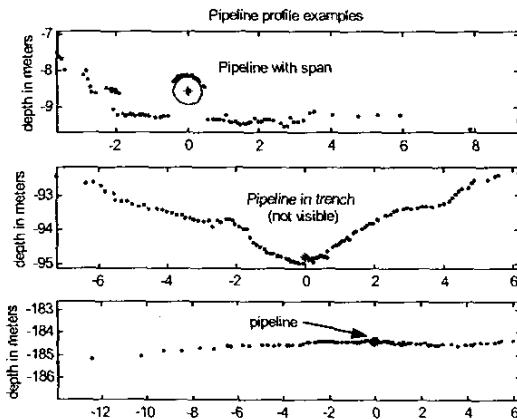 Pipeline profile examples
depth in meters
-7
-8
-9
Pipeline with span
-2 0 2 4 6 8
depth in meters
-93
-94
-95
Pipeline in trench
(not visible)
-6 -4 -2 0 2 4 6
depth in meters
-183
-184
-185
-186
pipeline
-12 -10 -8 -6 -4 -2 0 2 4 6